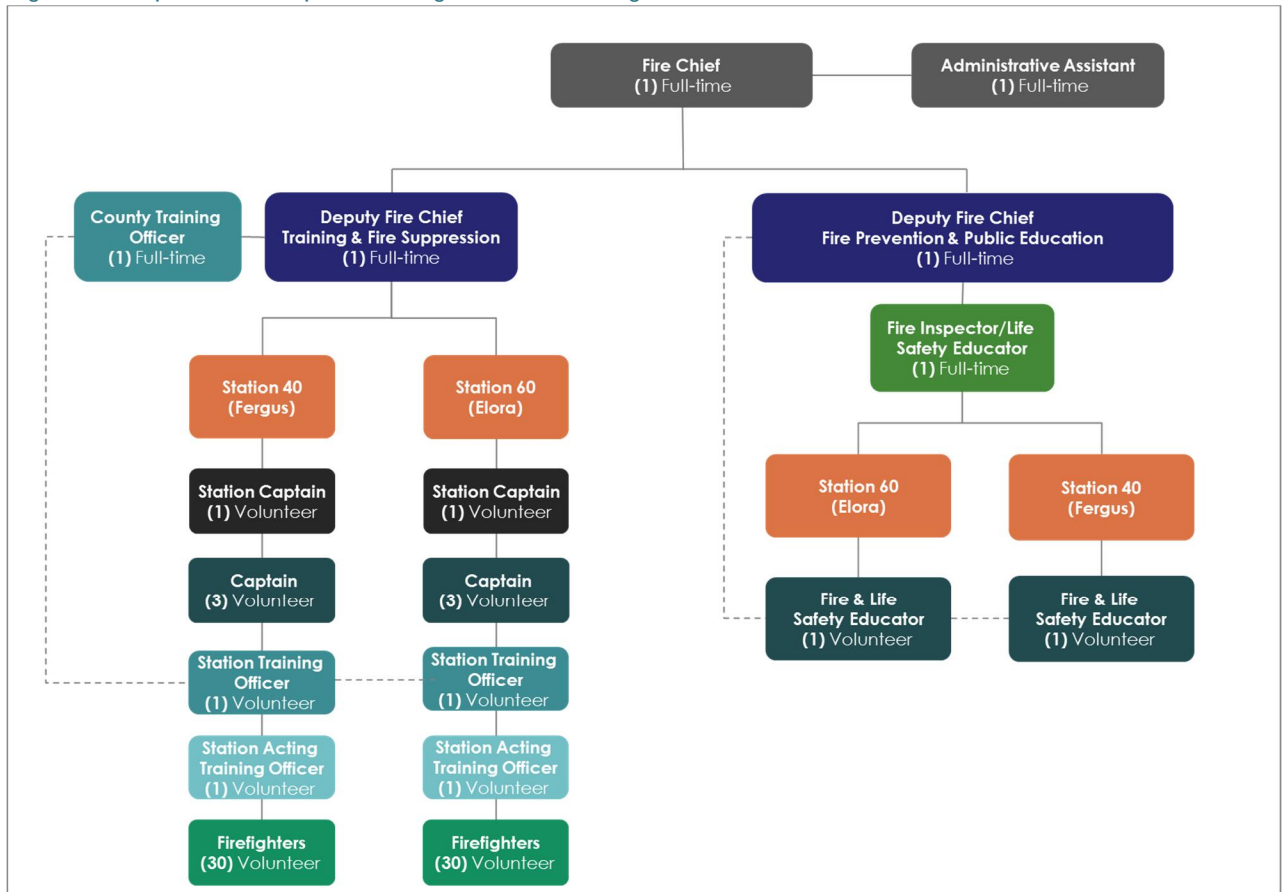 Fire Chief
(1) Full-time
Administrative Assistant
(1) Full-time
County Training
Officer
(1) Full-time
Deputy Fire Chief
Training & Fire Suppression
(1) Full-time
Deputy Fire Chief
Fire Prevention & Public Education
(1) Full-time
Fire Inspector/Life
Safety Educator
(1) Full-time
Station 40
(Fergus)
Station 60
(Elora)
Station Captain
(1) Volunteer
Station Captain
(1) Volunteer
Captain
(3) Volunteer
Captain
(3) Volunteer
Station Training
Officer
(1) Volunteer
Station Training
Officer
(1) Volunteer
Station Acting
Training Officer
(1) Volunteer
Station Acting
Training Officer
(1) Volunteer
Firefighters
(30) Volunteer
Firefighters
(30) Volunteer
Station 60
(Elora)
Station 40
(Fergus)
Fire & Life
Safety Educator
(1) Volunteer
Fire & Life
Safety Educator
(1) Volunteer